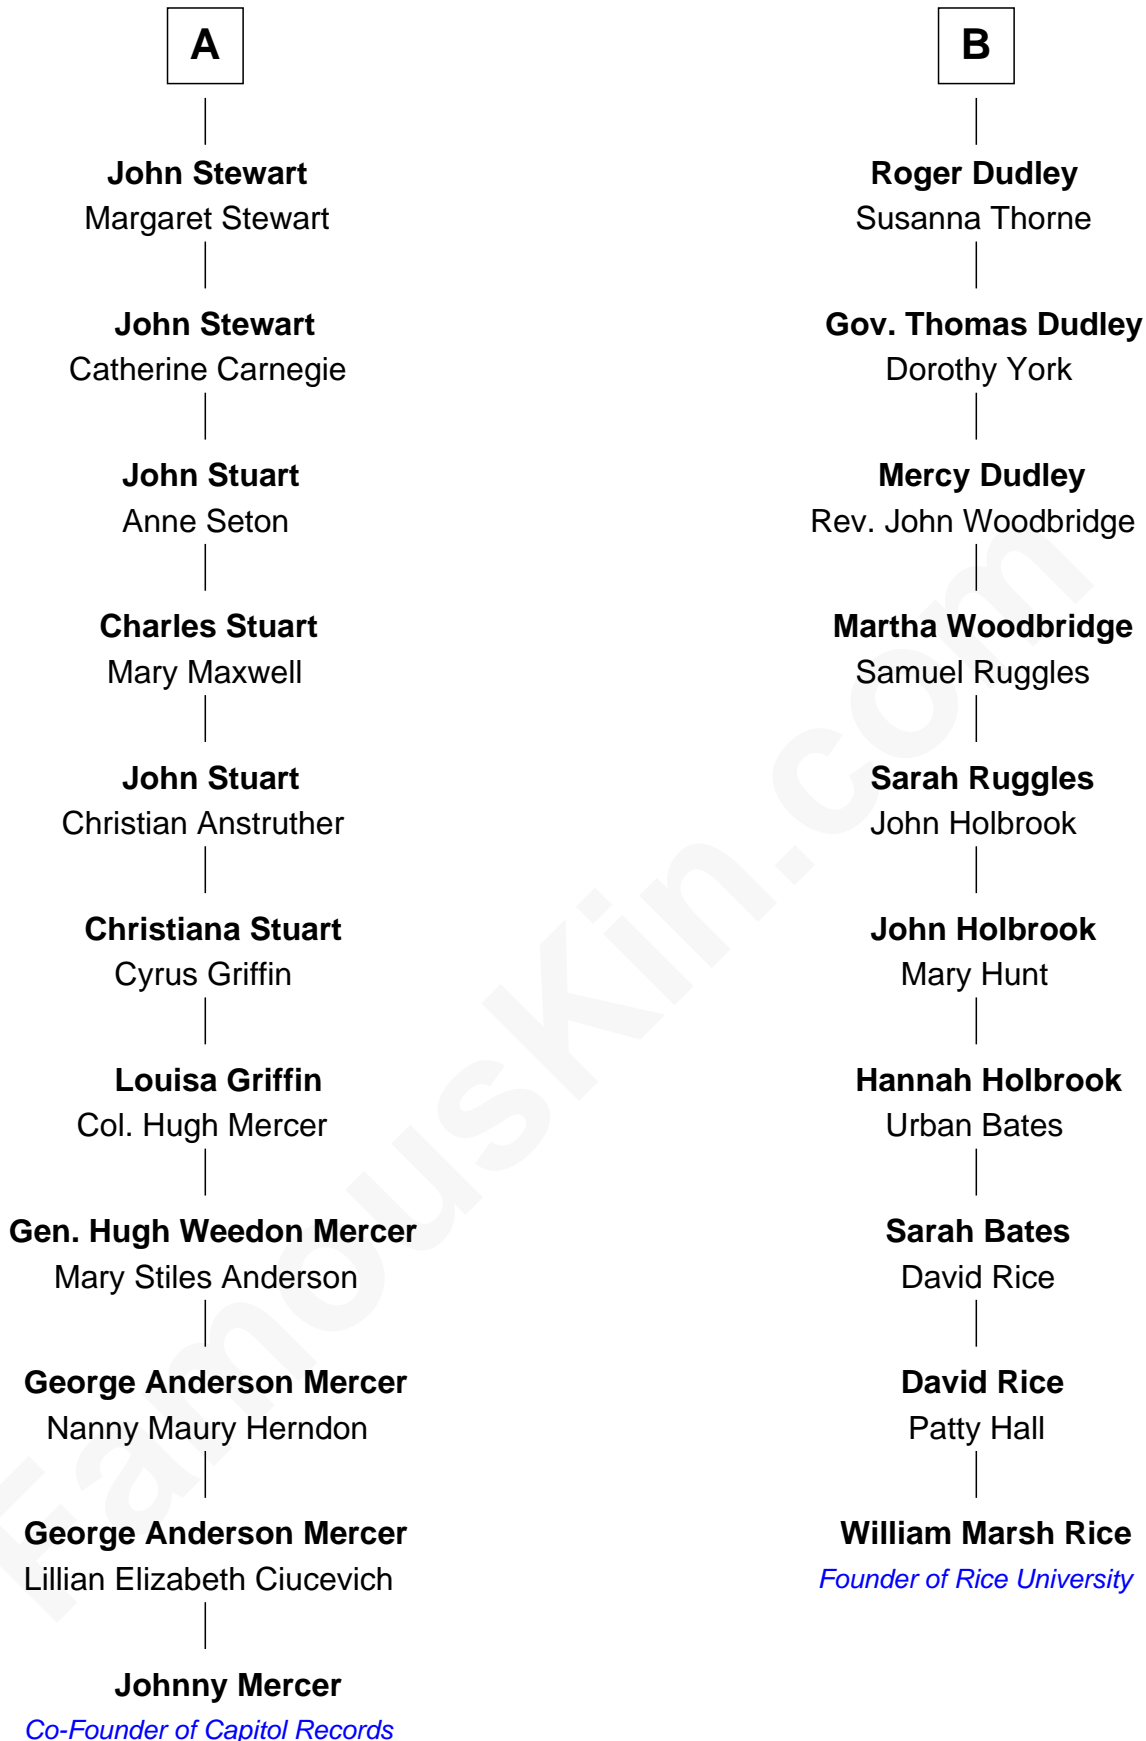 A
John Stewart
Margaret Stewart
John Stewart
Catherine Carnegie
John Stuart
Anne Seton
Charles Stuart
Mary Maxwell
John Stuart
Christian Anstruther
Christiana Stuart
Cyrus Griffin
Louisa Griffin
Col. Hugh Mercer
Gen. Hugh Weedon Mercer
Mary Stiles Anderson
George Anderson Mercer
Nanny Maury Herndon
George Anderson Mercer
Lillian Elizabeth Ciucevich
Johnny Mercer
Co-Founder of Capitol Records
B
Roger Dudley
Susanna Thorne
Gov. Thomas Dudley
Dorothy York
Mercy Dudley
Rev. John Woodbridge
Martha Woodbridge
Samuel Ruggles
Sarah Ruggles
John Holbrook
John Holbrook
Mary Hunt
Hannah Holbrook
Urban Bates
Sarah Bates
David Rice
David Rice
Patty Hall
William Marsh Rice
Founder of Rice University
FamousKin.com